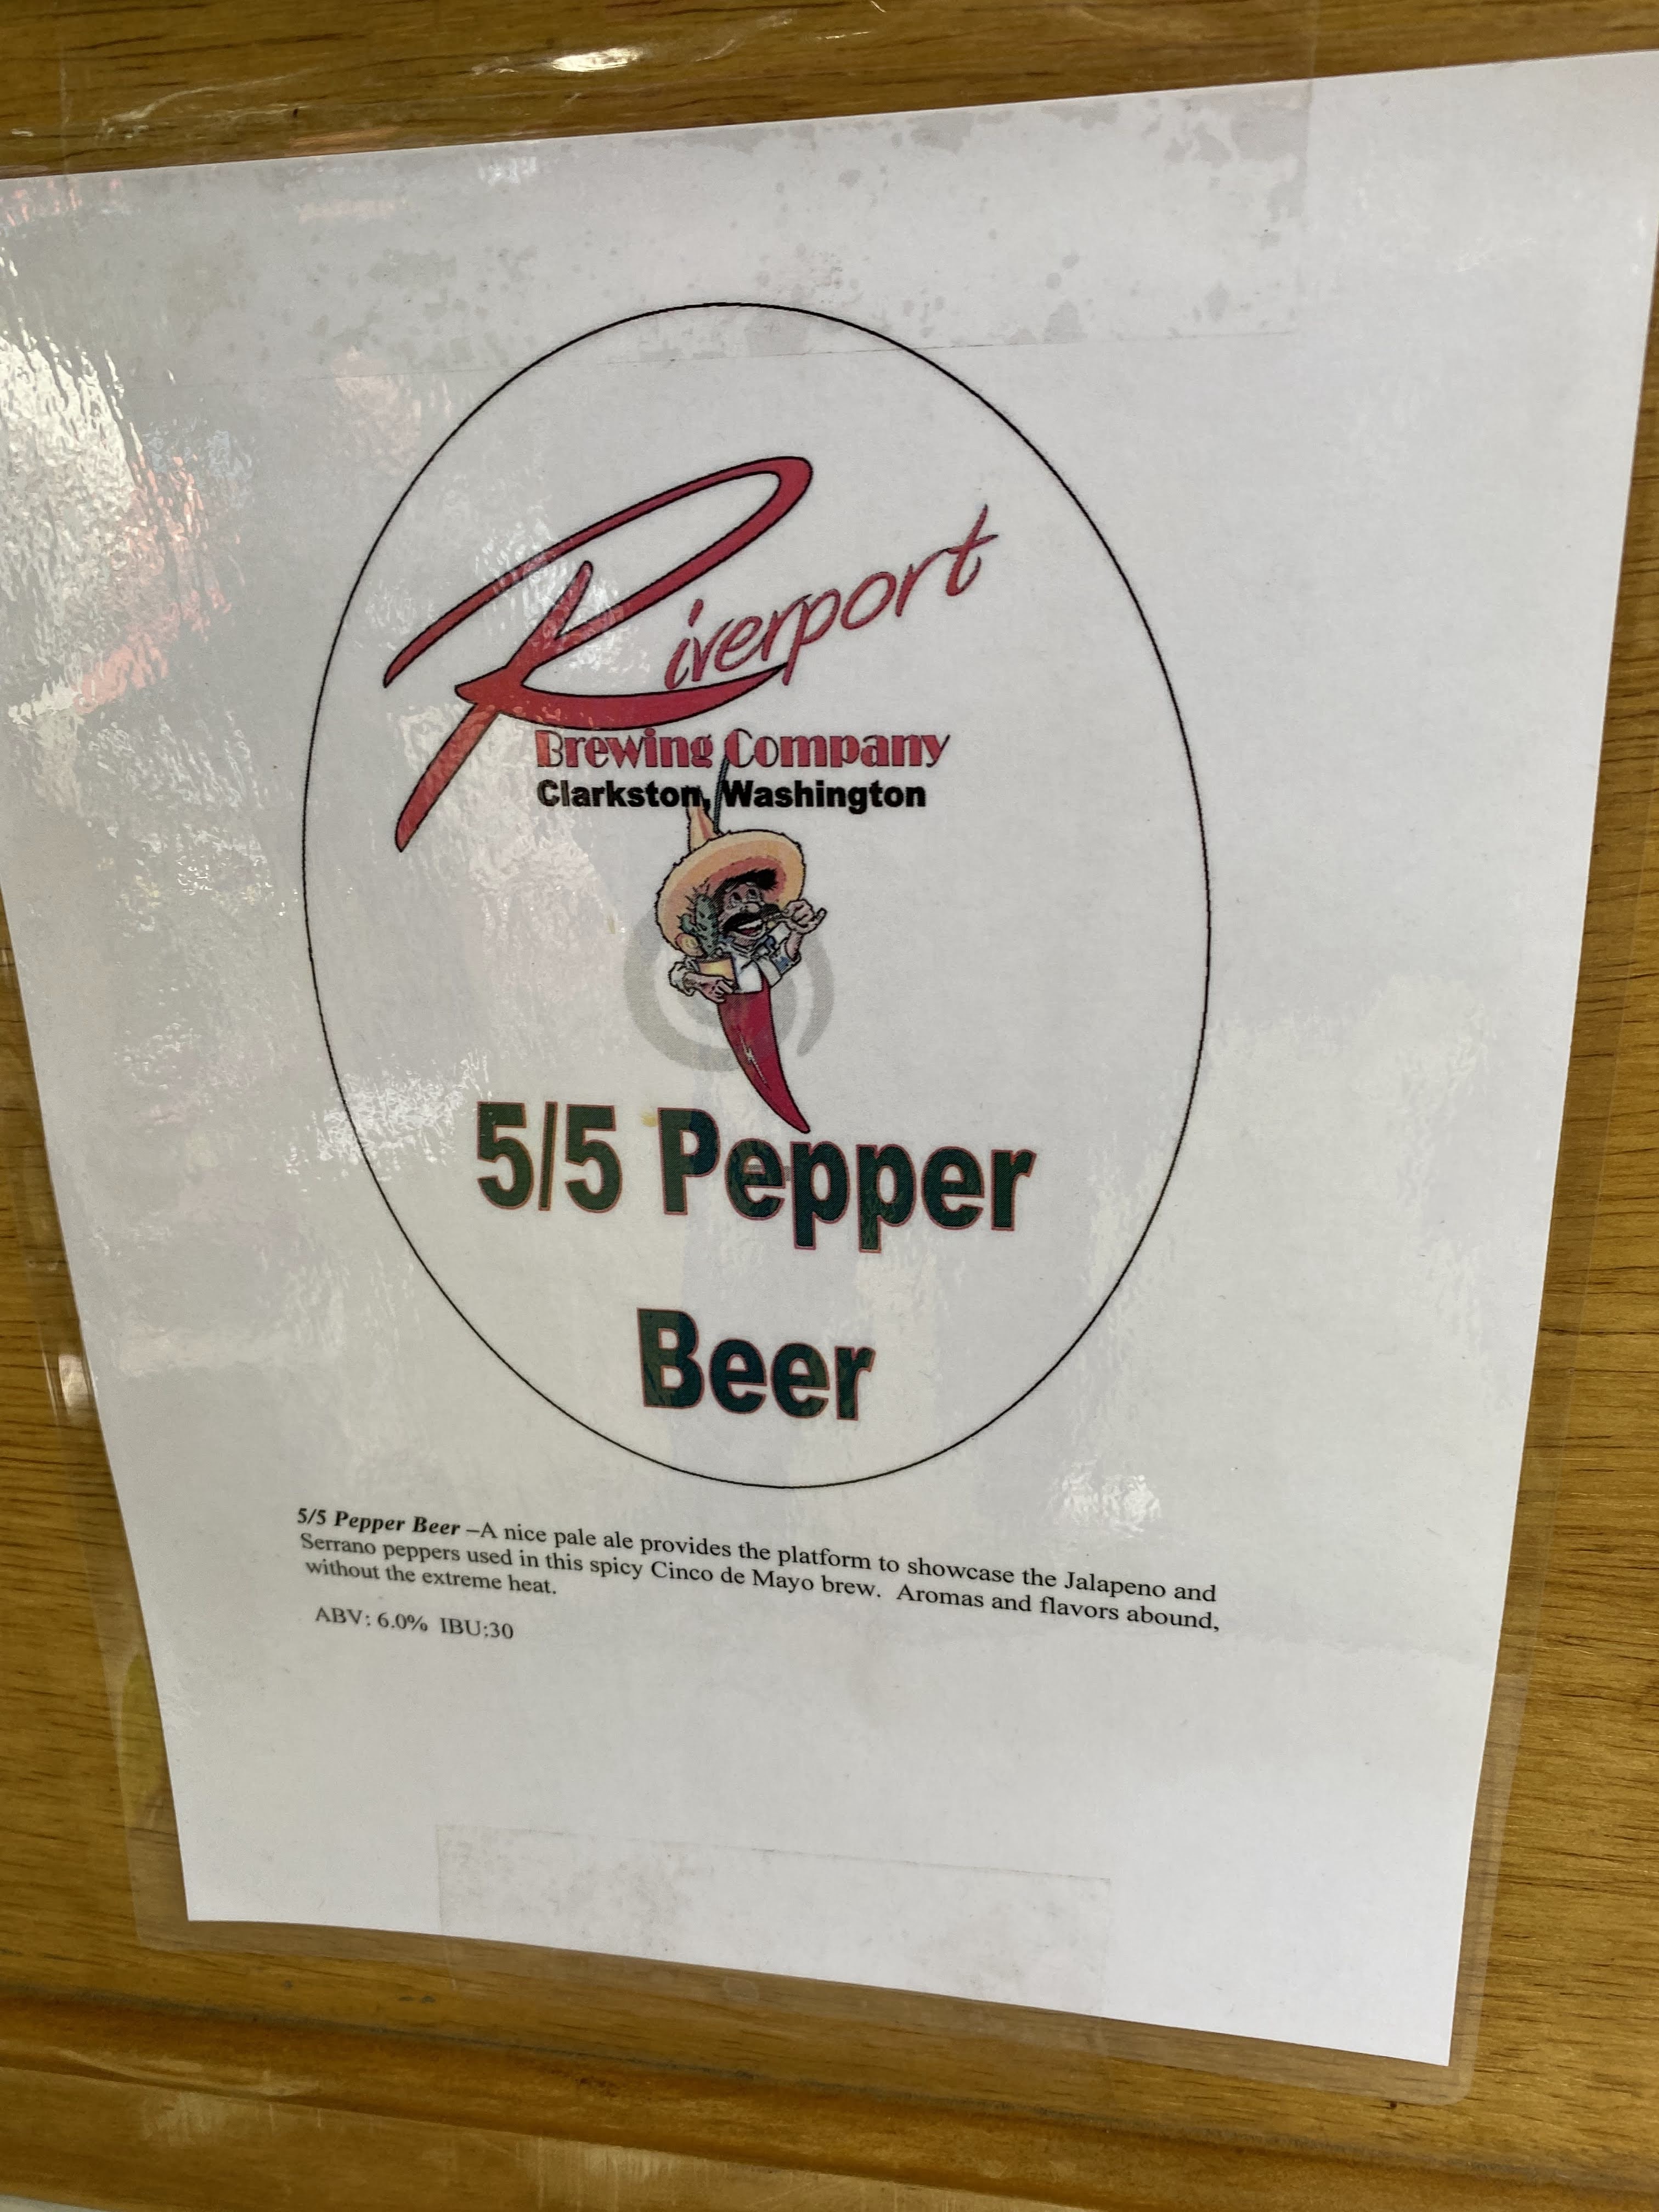 Riverport
Brewing Company
Clarkston, Washington
5/5 Pepper
Beer
5/5 Pepper Beer –A nice pale ale provides the platform to showcase the Jalapeno and
Serrano peppers used in this spicy Cinco de Mayo brew.  Aromas and flavors abound,
without the extreme heat.
ABV: 6.0%  IBU:30